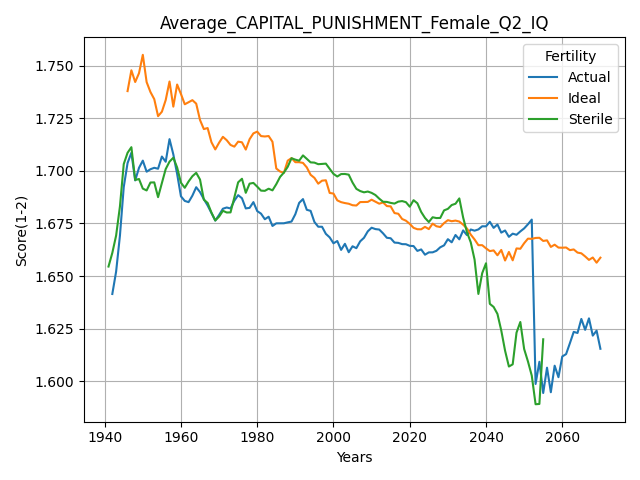 Average_CAPITAL_PUNISHMENT_Female_Q2_IQ
Fertility
Actual
Ideal
Sterile
Score(1-2)
1.750
1.725
1.700
1.675
1.650
1.625
1.600
1940 1960 1980 2000 2020 2040 2060
Years